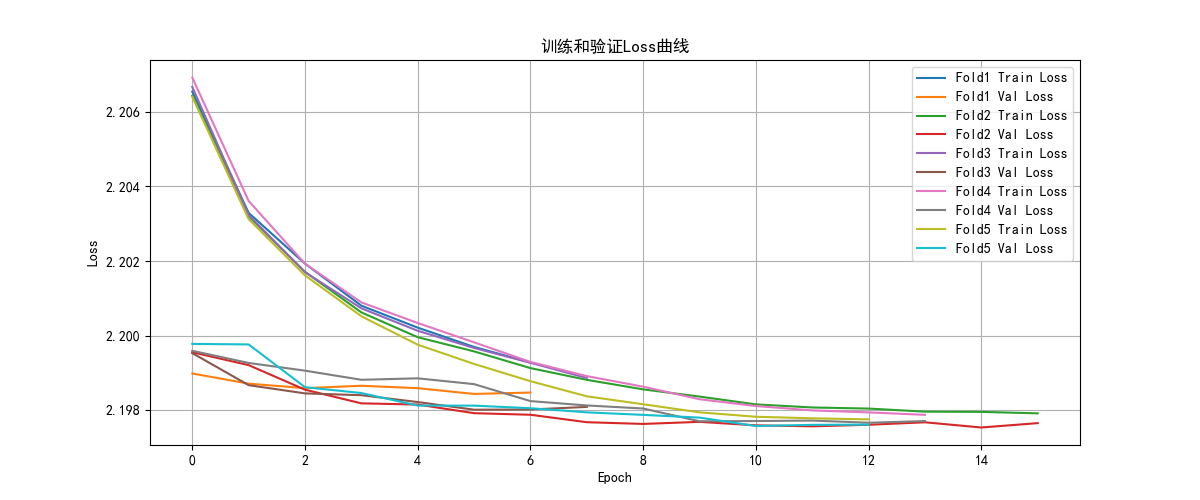 训练和验证Loss曲线
Loss
2.206
2.204
2.202
2.200
2.198
Fold1 Train Loss
Fold1 Val Loss
Fold2 Train Loss
Fold2 Val Loss
Fold3 Train Loss
Fold3 Val Loss
Fold4 Train Loss
Fold4 Val Loss
Fold5 Train Loss
Fold5 Val Loss
0 2 4 6 8 10 12 14
Epoch